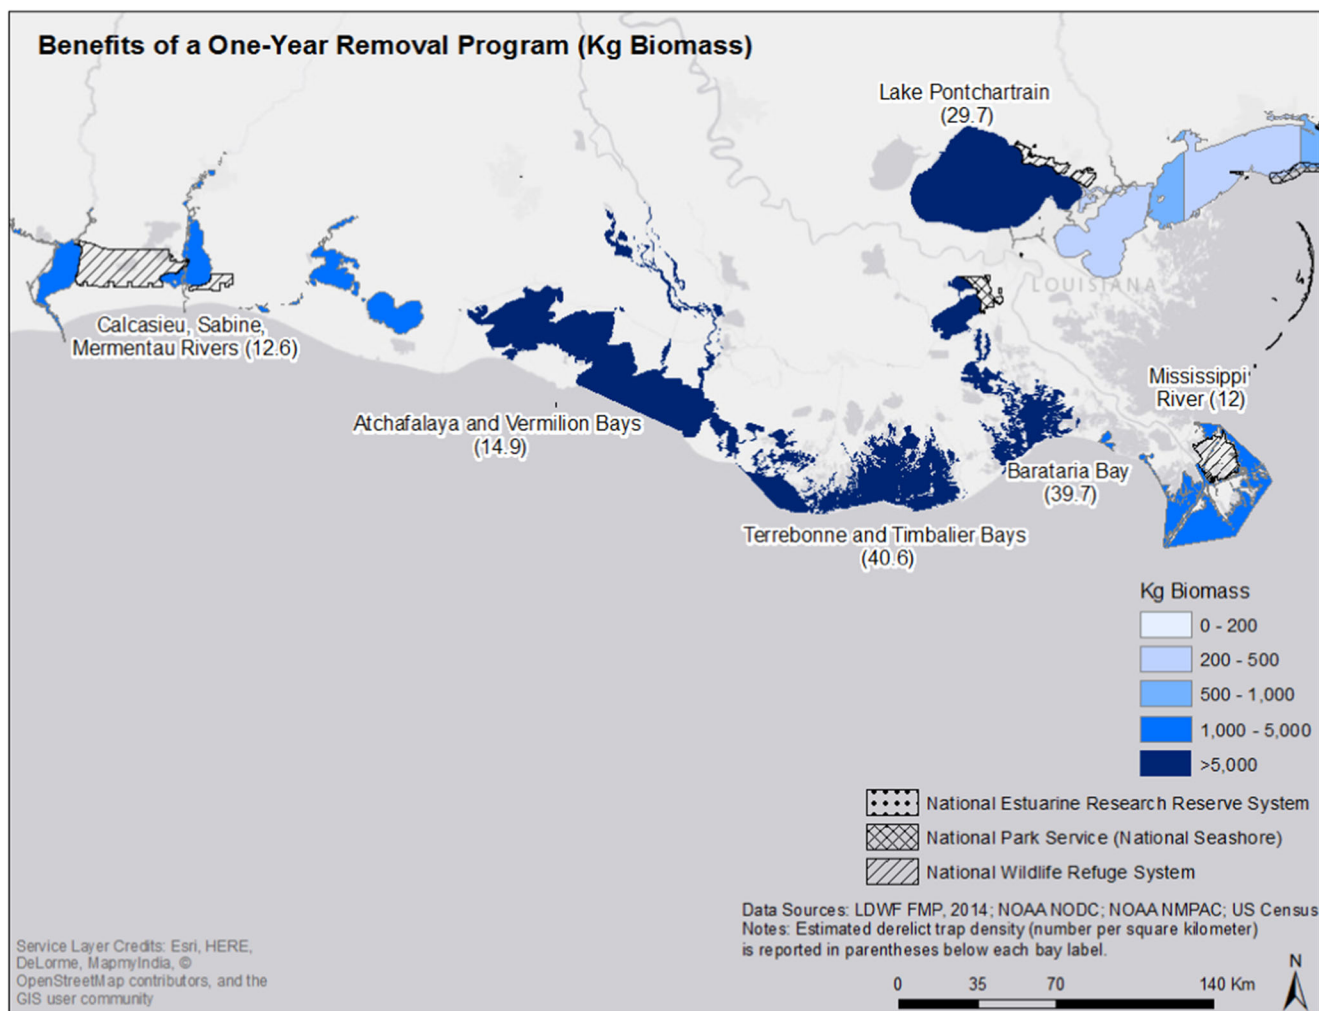 Benefits of a One-Year Removal Program (Kg Biomass)
Lake Pontchartrain
(29.7)
LOUISIANA
Calcasieu, Sabine,
Mermentau Rivers (12.6)
Mississippi
River (12)
Atchafalaya and Vermilion Bays
(14.9)
Barataria Bay
(39.7)
Terrebonne and Timbalier Bays
(40.6)
Kg Biomass
0 - 200
200 - 500
500 - 1,000
1,000 - 5,000
>5,000
National Estuarine Research Reserve System
National Park Service (National Seashore)
National Wildlife Refuge System
Data Sources: LDWF FMP, 2014; NOAA NODC; NOAA NMPAC; US Census
Notes: Estimated derelict trap density (number per square kilometer)
is reported in parentheses below each bay label.
Service Layer Credits: Esri, HERE,
DeLorme, MapmyIndia, ©
OpenStreetMap contributors, and the
GIS user community
0 35 70 140 Km
N